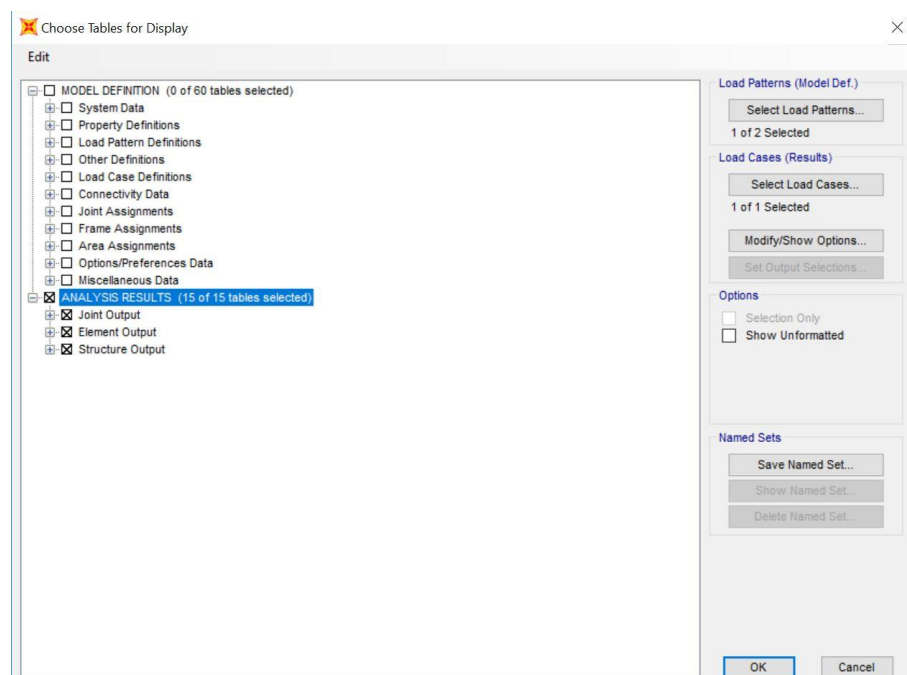 Choose Tables for Display
Edit
MODEL DEFINITION (0 of 60 tables selected)
System Data
Property Definitions
Load Pattern Definitions
Other Definitions
Load Case Definitions
Connectivity Data
Joint Assignments
Frame Assignments
Area Assignments
Options/Preferences Data
Miscellaneous Data
ANALYSIS RESULTS (15 of 15 tables selected)
Joint Output
Element Output
Structure Output
Load Patterns (Model Def.)
Select Load Patterns...
1 of 2 Selected
Load Cases (Results)
Select Load Cases...
1 of 1 Selected
Modify/Show Options...
Set Output Selections...
Options
Selection Only
Show Unformatted
Named Sets
Save Named Set...
Show Named Set...
Delete Named Set...
OK
Cancel